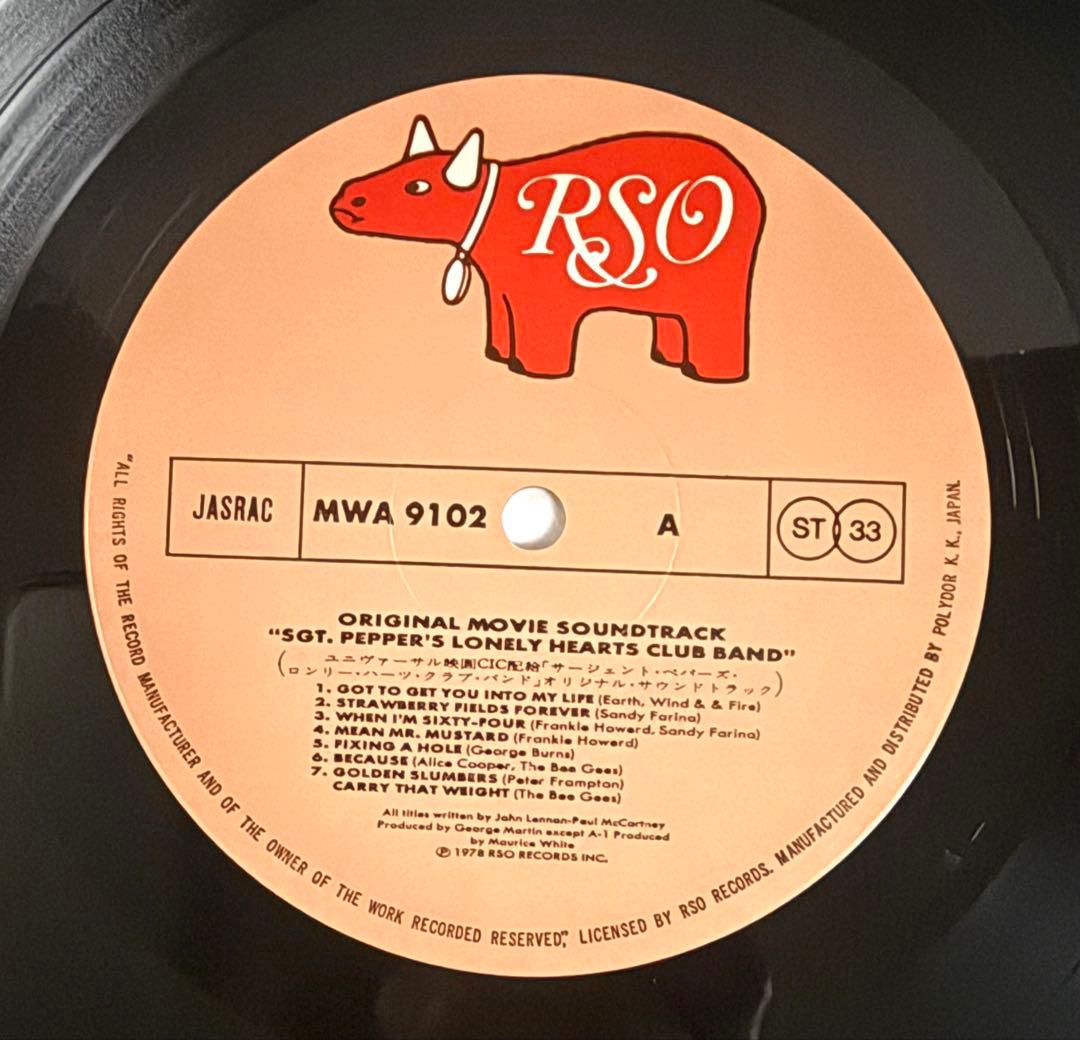 RSO
JASRAC MWA 9102 A ST 33
ORIGINAL MOVIE SOUNDTRACK
"SGT. PEPPER'S LONELY HEARTS CLUB BAND"
(ユニヴァーサル映画CIC配給「サージェント・ペパーズ・
ロンリー・ハーツ・クラブ・バンド」オリジナル・サウンドトラック)
1. GOT TO GET YOU INTO MY LIFE (Earth, Wind & & Fire)
2. STRAWBERRY FIELDS FOREVER (Sandy Farina)
3. WHEN I'M SIXTY-FOUR (Frankie Howerd, Sandy Farina)
4. MEAN MR. MUSTARD (Frankie Howerd)
5. FIXING A HOLE (George Burns)
6. BECAUSE (Alice Cooper, The Bee Gees)
7. GOLDEN SLUMBERS (Peter Frampton)
CARRY THAT WEIGHT (The Bee Gees)
All titles written by John Lennon-Paul McCartney
Produced by George Martin except A-1 Produced
by Maurice White
℗ 1978 RSO RECORDS INC.
"ALL RIGHTS OF THE RECORD MANUFACTURER AND OF THE OWNER OF THE WORK RECORDED RESERVED," LICENSED BY RSO RECORDS. MANUFACTURED AND DISTRIBUTED BY POLYDOR K. K., JAPAN.